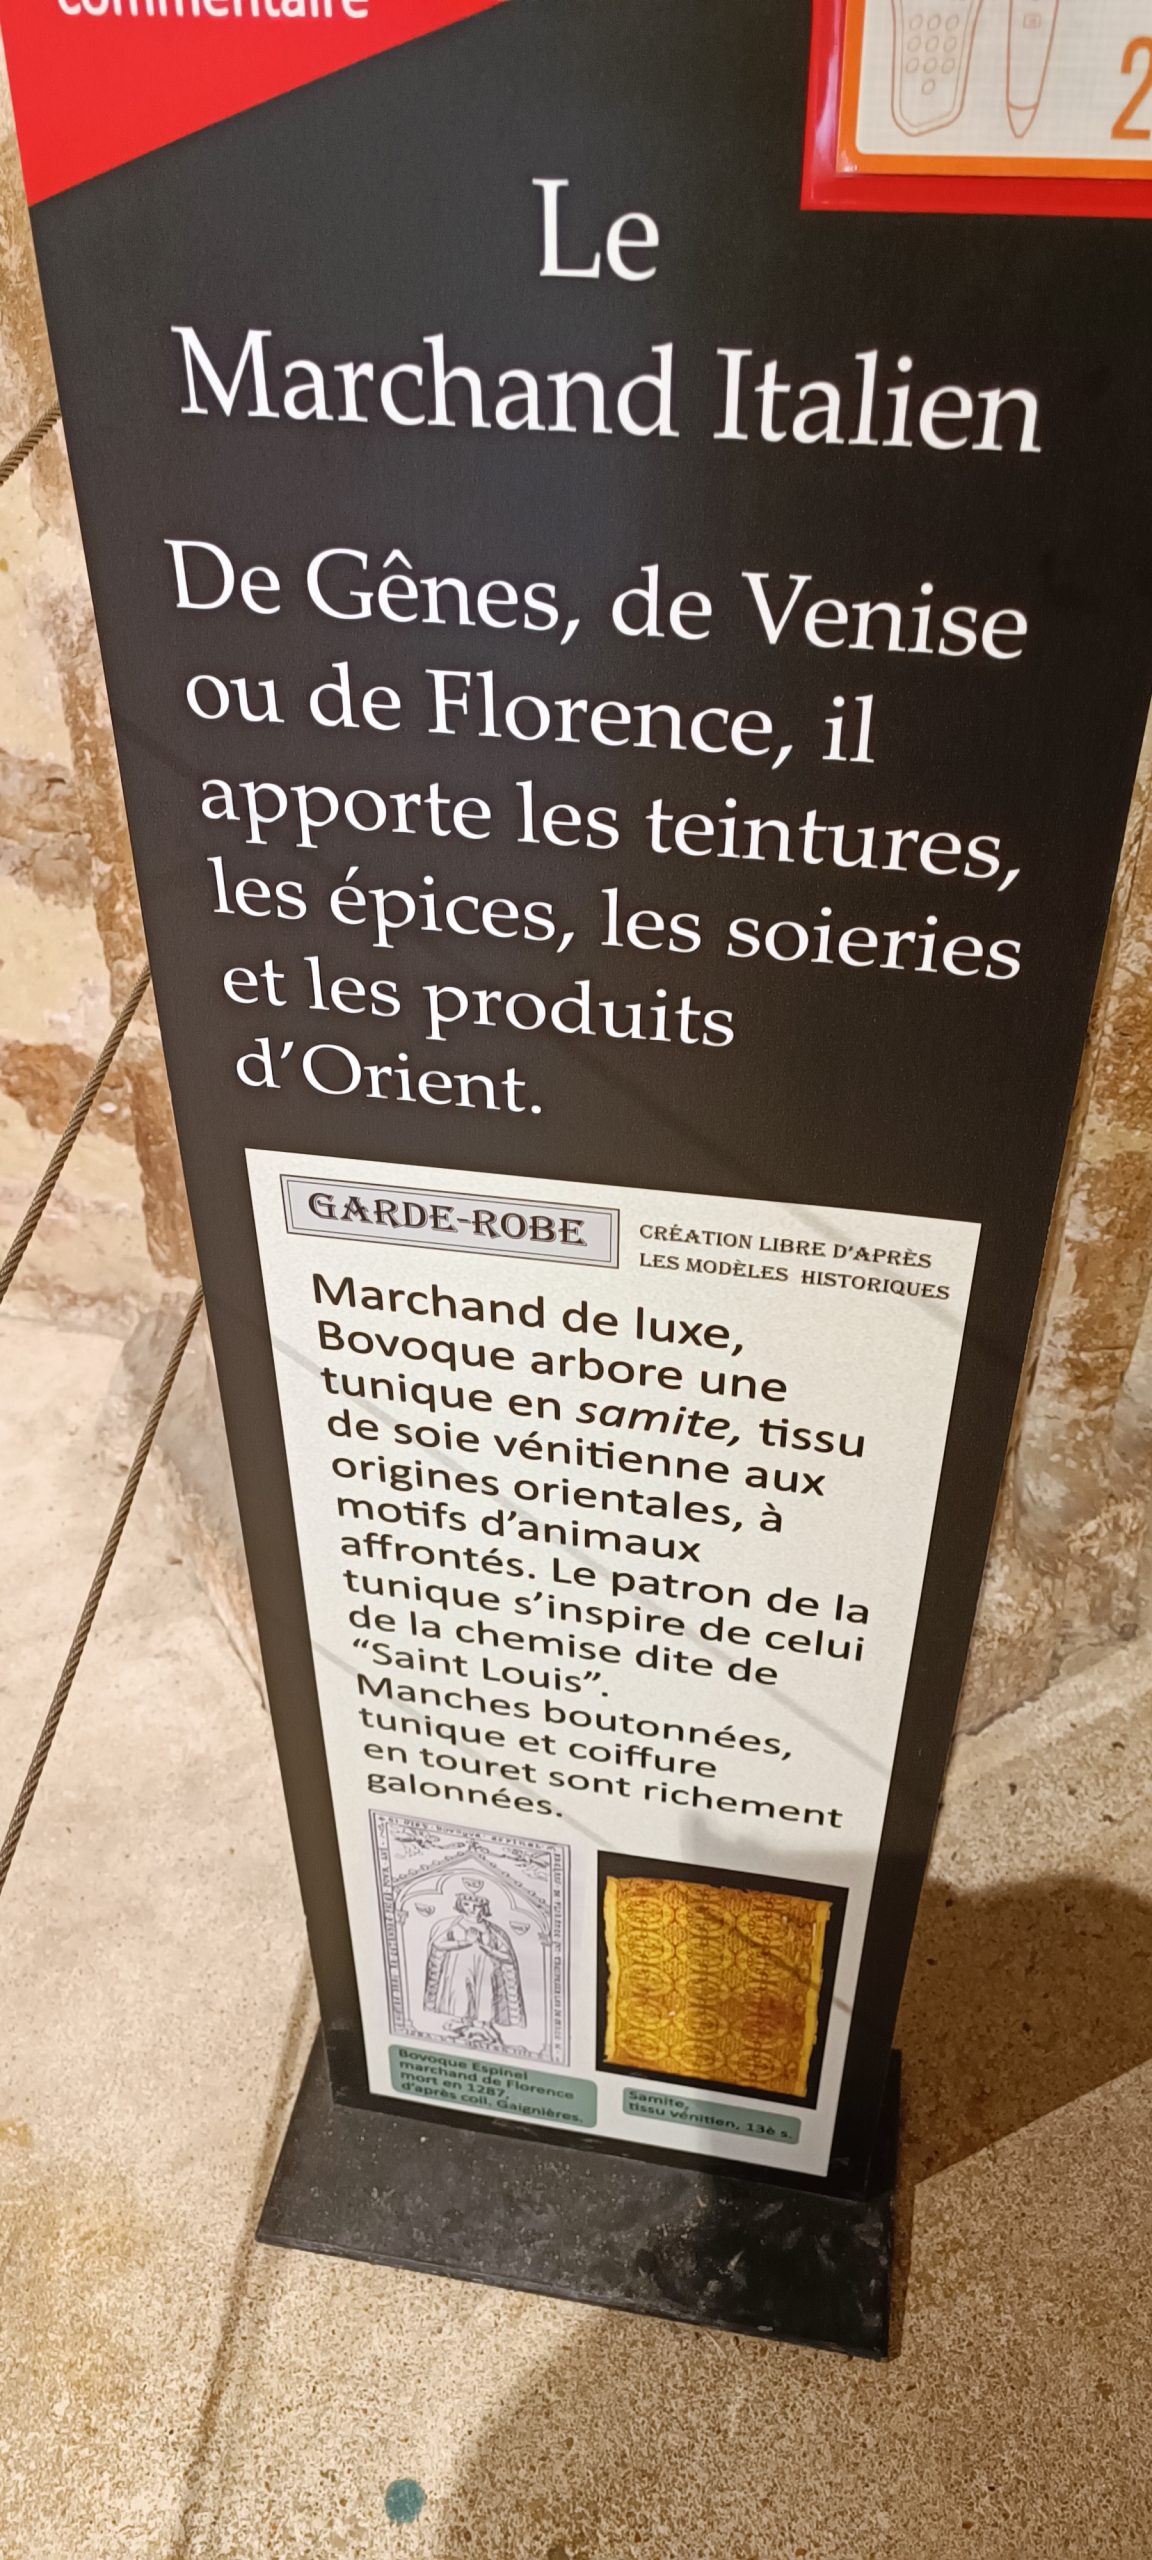 commentaire
2
Le
Marchand Italien
De Gênes, de Venise
ou de Florence, il
apporte les teintures,
les épices, les soieries
et les produits
d'Orient.
GARDE-ROBE
CRÉATION LIBRE D'APRÈS
LES MODÈLES HISTORIQUES
Marchand de luxe,
Bovoque arbore une
tunique en samite, tissu
de soie vénitienne aux
origines orientales, à
motifs d'animaux
affrontés. Le patron de la
tunique s'inspire de celui
de la chemise dite de
“Saint Louis”.
Manches boutonnées,
tunique et coiffure
en touret sont richement
galonnées.
Bovoque Espinel
marchand de Florence
mort en 1287,
d'après coll. Gaignières.
Samite,
tissu vénitien, 13è s.